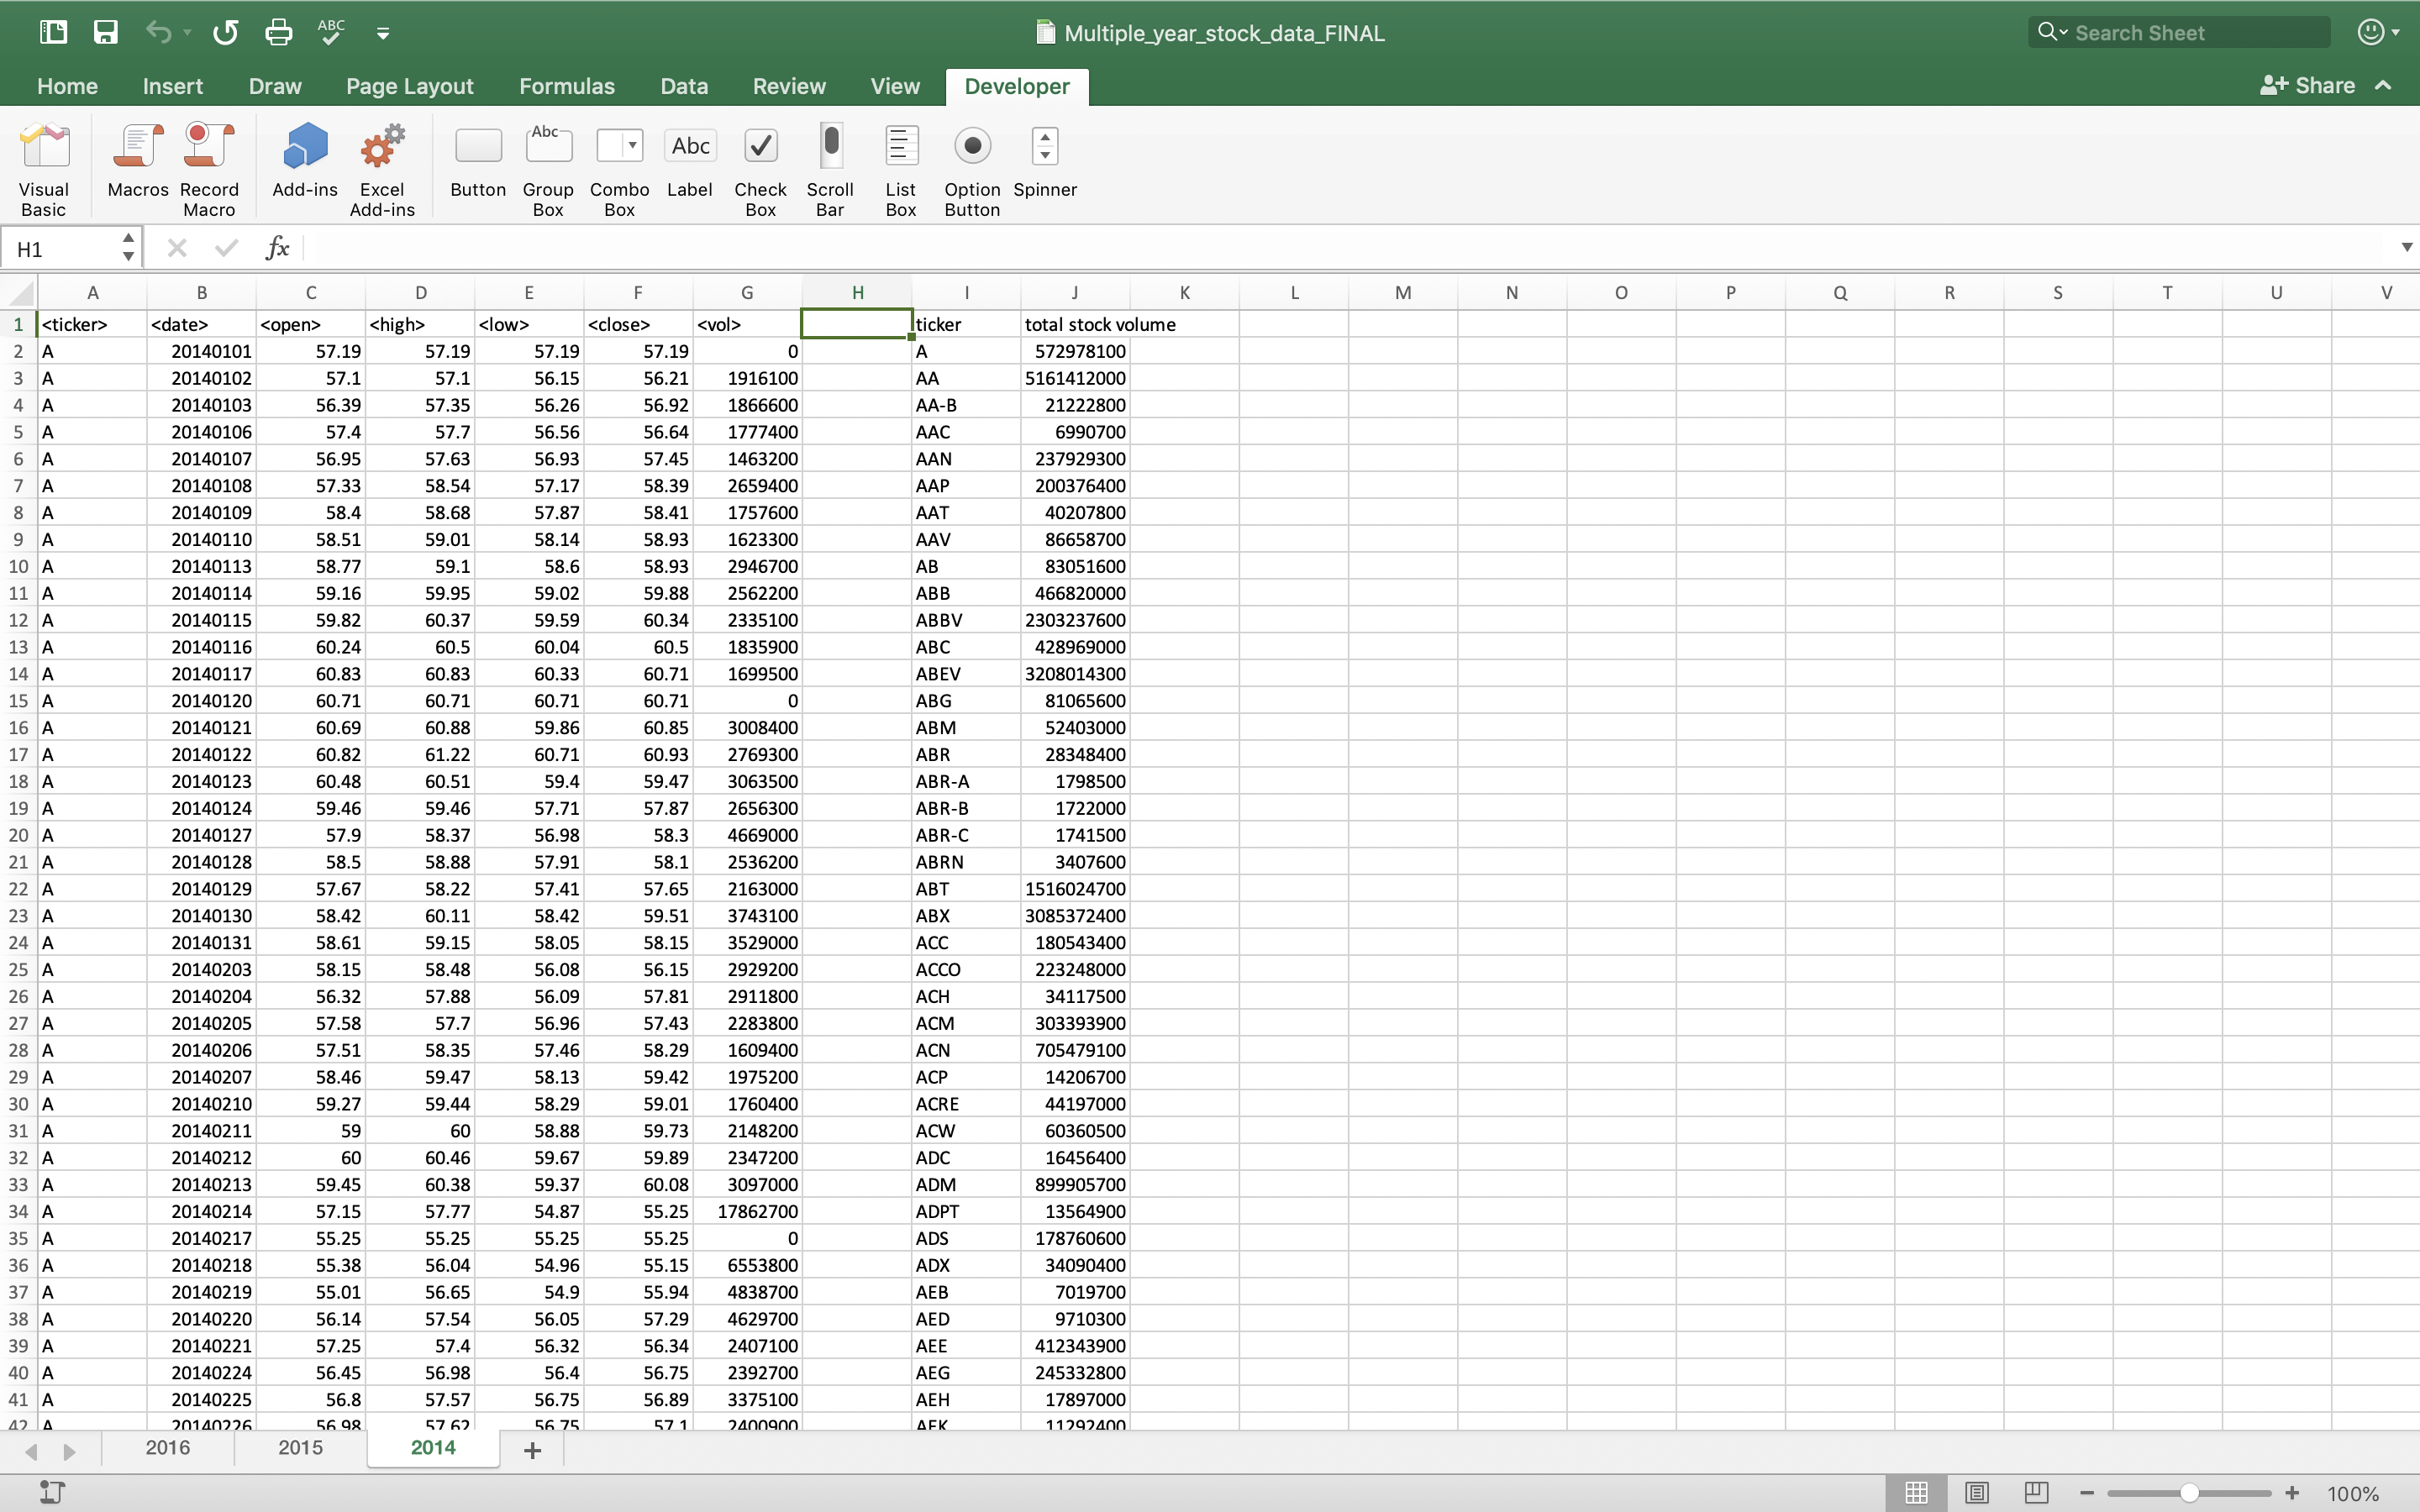 ABC
Multiple_year_stock_data_FINAL
Search Sheet
Home Insert Draw Page Layout Formulas Data Review View Developer Share
Abc Abc
Visual Basic Macros Record Macro Add-ins Excel Add-ins Button Group Box Combo Box Label Check Box Scroll Bar List Box Option Button Spinner
H1 fx
A B C D E F G H I J K L M N O P Q R S T U V
1 <ticker> <date> <open> <high> <low> <close> <vol> ticker total stock volume
2 A 20140101 57.19 57.19 57.19 57.19 0 A 572978100
3 A 20140102 57.1 57.1 56.15 56.21 1916100 AA 5161412000
4 A 20140103 56.39 57.35 56.26 56.92 1866600 AA-B 21222800
5 A 20140106 57.4 57.7 56.56 56.64 1777400 AAC 6990700
6 A 20140107 56.95 57.63 56.93 57.45 1463200 AAN 237929300
7 A 20140108 57.33 58.54 57.17 58.39 2659400 AAP 200376400
8 A 20140109 58.4 58.68 57.87 58.41 1757600 AAT 40207800
9 A 20140110 58.51 59.01 58.14 58.93 1623300 AAV 86658700
10 A 20140113 58.77 59.1 58.6 58.93 2946700 AB 83051600
11 A 20140114 59.16 59.95 59.02 59.88 2562200 ABB 466820000
12 A 20140115 59.82 60.37 59.59 60.34 2335100 ABBV 2303237600
13 A 20140116 60.24 60.5 60.04 60.5 1835900 ABC 428969000
14 A 20140117 60.83 60.83 60.33 60.71 1699500 ABEV 3208014300
15 A 20140120 60.71 60.71 60.71 60.71 0 ABG 81065600
16 A 20140121 60.69 60.88 59.86 60.85 3008400 ABM 52403000
17 A 20140122 60.82 61.22 60.71 60.93 2769300 ABR 28348400
18 A 20140123 60.48 60.51 59.4 59.47 3063500 ABR-A 1798500
19 A 20140124 59.46 59.46 57.71 57.87 2656300 ABR-B 1722000
20 A 20140127 57.9 58.37 56.98 58.3 4669000 ABR-C 1741500
21 A 20140128 58.5 58.88 57.91 58.1 2536200 ABRN 3407600
22 A 20140129 57.67 58.22 57.41 57.65 2163000 ABT 1516024700
23 A 20140130 58.42 60.11 58.42 59.51 3743100 ABX 3085372400
24 A 20140131 58.61 59.15 58.05 58.15 3529000 ACC 180543400
25 A 20140203 58.15 58.48 56.08 56.15 2929200 ACCO 223248000
26 A 20140204 56.32 57.88 56.09 57.81 2911800 ACH 34117500
27 A 20140205 57.58 57.7 56.96 57.43 2283800 ACM 303393900
28 A 20140206 57.51 58.35 57.46 58.29 1609400 ACN 705479100
29 A 20140207 58.46 59.47 58.13 59.42 1975200 ACP 14206700
30 A 20140210 59.27 59.44 58.29 59.01 1760400 ACRE 44197000
31 A 20140211 59 60 58.88 59.73 2148200 ACW 60360500
32 A 20140212 60 60.46 59.67 59.89 2347200 ADC 16456400
33 A 20140213 59.45 60.38 59.37 60.08 3097000 ADM 899905700
34 A 20140214 57.15 57.77 54.87 55.25 17862700 ADPT 13564900
35 A 20140217 55.25 55.25 55.25 55.25 0 ADS 178760600
36 A 20140218 55.38 56.04 54.96 55.15 6553800 ADX 34090400
37 A 20140219 55.01 56.65 54.9 55.94 4838700 AEB 7019700
38 A 20140220 56.14 57.54 56.05 57.29 4629700 AED 9710300
39 A 20140221 57.25 57.4 56.32 56.34 2407100 AEE 412343900
40 A 20140224 56.45 56.98 56.4 56.75 2392700 AEG 245332800
41 A 20140225 56.8 57.57 56.75 56.89 3375100 AEH 17897000
42 A 20140226 56.98 57.62 56.75 57.1 2400900 AEK 11292400
2016 2015 2014
100%